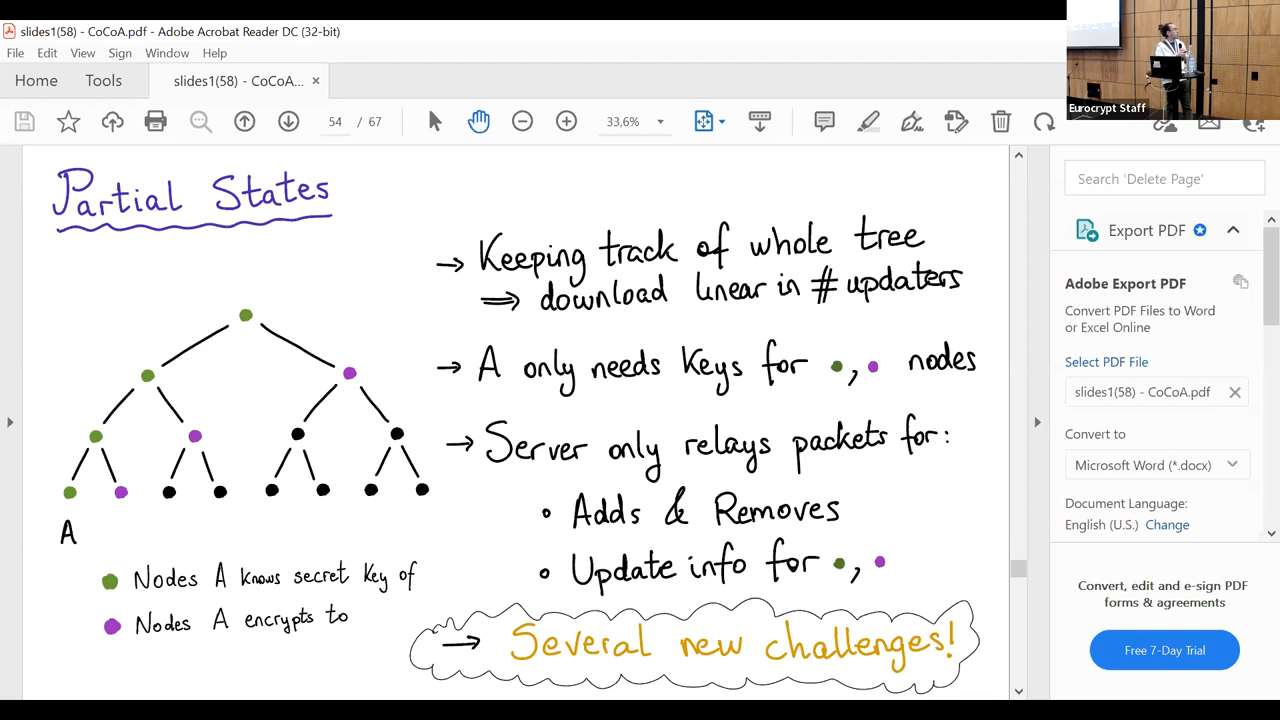 slides1(58) - CoCoA.pdf - Adobe Acrobat Reader DC (32-bit)
File Edit View Sign Window Help
Home Tools slides1(58) - CoCoA... ×
54 / 67 33,6%
Eurocrypt Staff
Partial States
→ Keeping track of whole tree
⟹ download linear in # updaters
→ A only needs keys for •, • nodes
→ Server only relays packets for:
• Adds & Removes
• Update info for •, •
→ Several new challenges!
A
Nodes A knows secret key of
Nodes A encrypts to
Search 'Delete Page'
Export PDF
Adobe Export PDF
Convert PDF Files to Word
or Excel Online
Select PDF File
slides1(58) - CoCoA.pdf
Convert to
Microsoft Word (*.docx)
Document Language:
English (U.S.) Change
Convert, edit and e-sign PDF
forms & agreements
Free 7-Day Trial